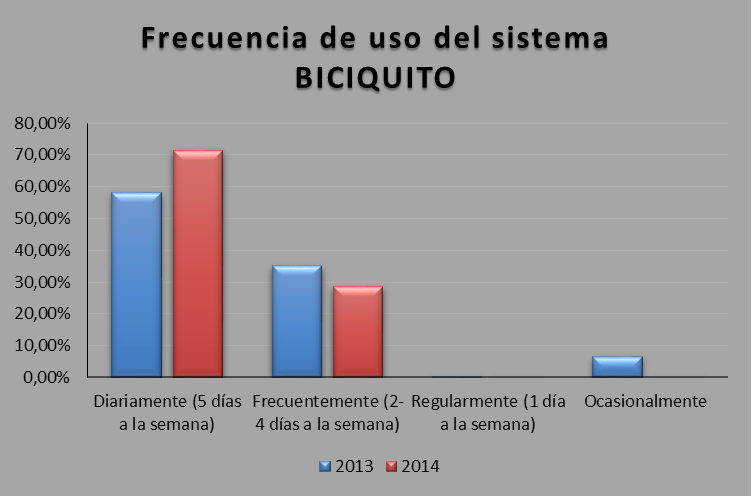 Frecuencia de uso del sistema
BICIQUITO
80,00%
70,00%
60,00%
50,00%
40,00%
30,00%
20,00%
10,00%
0,00%
Diariamente (5 días
a la semana)
Frecuentemente (2-
4 días a la semana)
Regularmente (1 día
a la semana)
Ocasionalmente
2013
2014